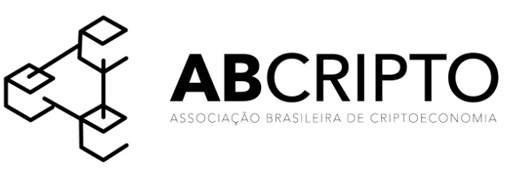 ABCRIPTO
ASSOCIAÇÃO BRASILEIRA DE CRIPTOECONOMIA